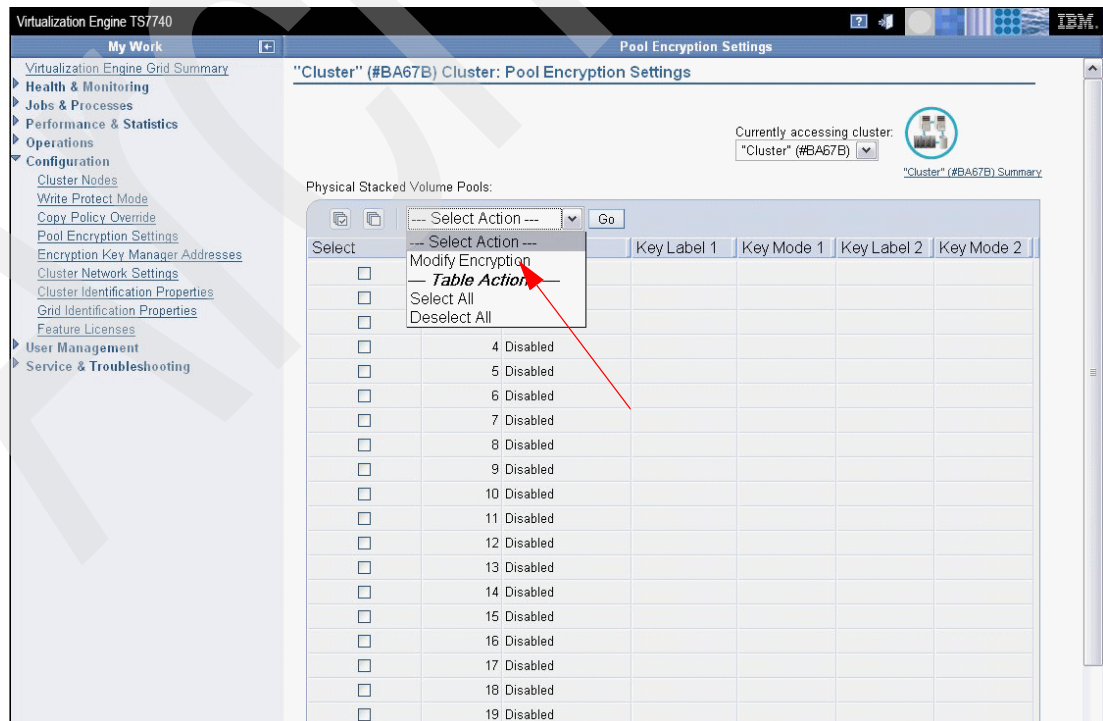 Virtualization Engine TS7740
? IBM.
My Work
Pool Encryption Settings
Virtualization Engine Grid Summary
Health & Monitoring
Jobs & Processes
Performance & Statistics
Operations
Configuration
Cluster Nodes
Write Protect Mode
Copy Policy Override
Pool Encryption Settings
Encryption Key Manager Addresses
Cluster Network Settings
Cluster Identification Properties
Grid Identification Properties
Feature Licenses
User Management
Service & Troubleshooting
"Cluster" (#BA67B) Cluster: Pool Encryption Settings
Currently accessing cluster:
"Cluster" (#BA67B)
"Cluster" (#BA67B) Summary
Physical Stacked Volume Pools:
--- Select Action --- Go
--- Select Action ---
Modify Encryption
— Table Action —
Select All
Deselect All
Select Key Label 1 Key Mode 1 Key Label 2 Key Mode 2
4 Disabled
5 Disabled
6 Disabled
7 Disabled
8 Disabled
9 Disabled
10 Disabled
11 Disabled
12 Disabled
13 Disabled
14 Disabled
15 Disabled
16 Disabled
17 Disabled
18 Disabled
19 Disabled